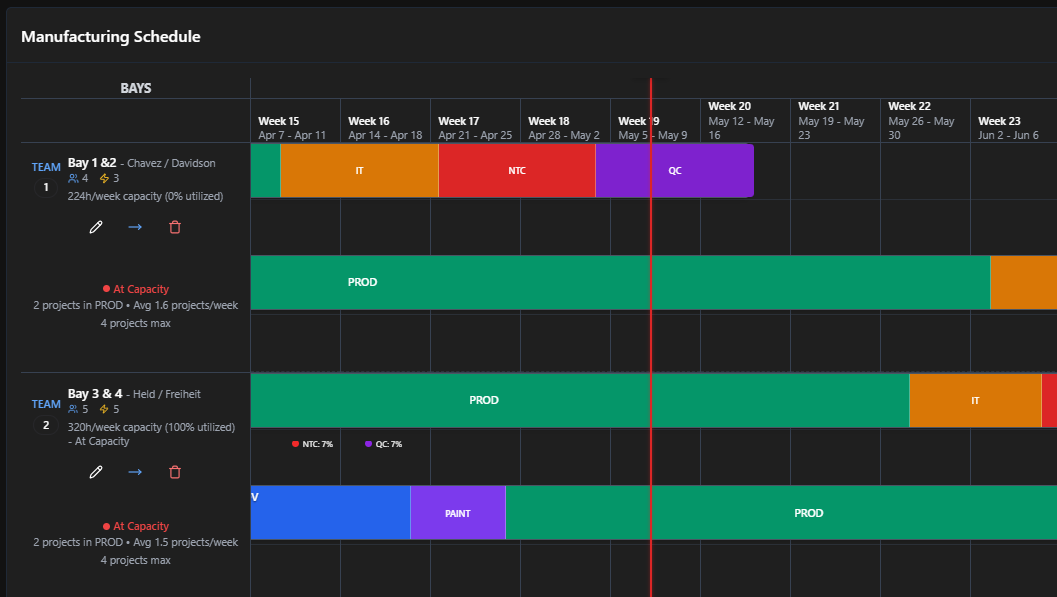 Manufacturing Schedule
BAYS
Week 15
Apr 7 - Apr 11
Week 16
Apr 14 - Apr 18
Week 17
Apr 21 - Apr 25
Week 18
Apr 28 - May 2
Week 19
May 5 - May 9
Week 20
May 12 - May
16
Week 21
May 19 - May
23
Week 22
May 26 - May
30
Week 23
Jun 2 - Jun 6
TEAM
1
Bay 1 &2 - Chavez / Davidson
4 3
224h/week capacity (0% utilized)
IT
NTC
QC
At Capacity
2 projects in PROD • Avg 1.6 projects/week
4 projects max
PROD
TEAM
2
Bay 3 & 4 - Held / Freiheit
5 5
320h/week capacity (100% utilized)
- At Capacity
PROD
IT
NTC: 7%
QC: 7%
At Capacity
2 projects in PROD • Avg 1.5 projects/week
4 projects max
V
PAINT
PROD